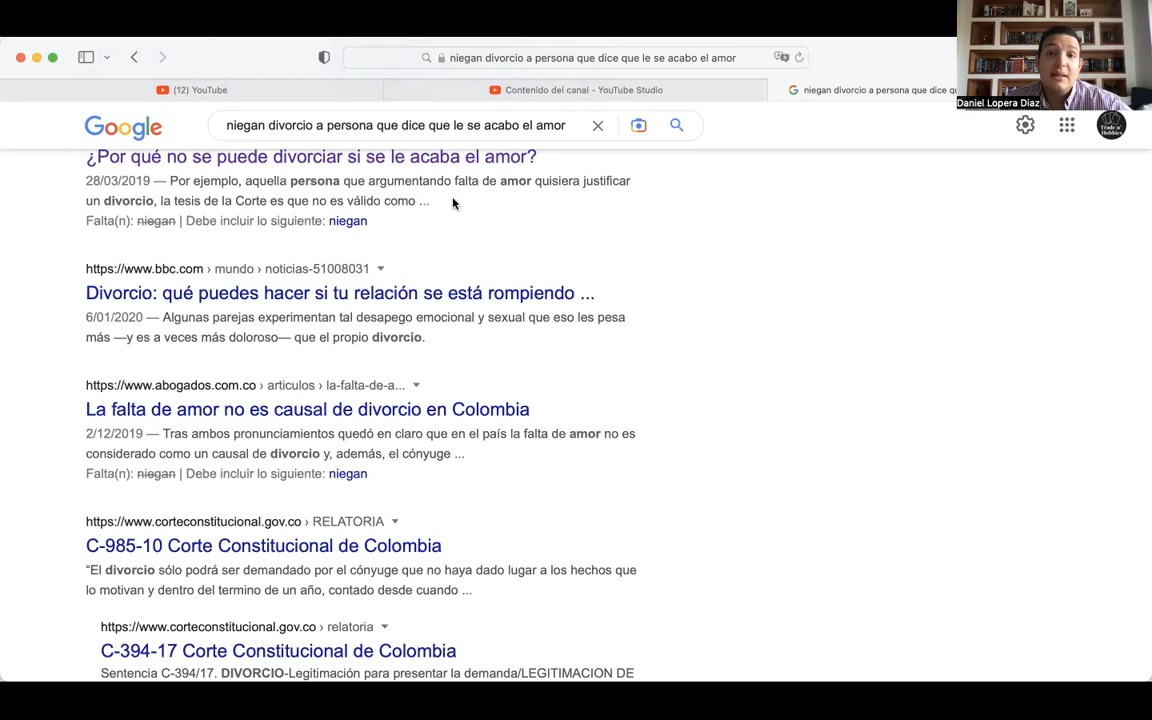 niegan divorcio a persona que dice que le se acabo el amor
(12) YouTube
Contenido del canal - YouTube Studio
niegan divorcio a persona que dice qu
Daniel Lopera Diaz
Google
niegan divorcio a persona que dice que le se acabo el amor
Trade n'
Hobbies
¿Por qué no se puede divorciar si se le acaba el amor?
28/03/2019 — Por ejemplo, aquella persona que argumentando falta de amor quisiera justificar
un divorcio, la tesis de la Corte es que no es válido como ...
Falta(n): niegan | Debe incluir lo siguiente: niegan
https://www.bbc.com › mundo › noticias-51008031
Divorcio: qué puedes hacer si tu relación se está rompiendo ...
6/01/2020 — Algunas parejas experimentan tal desapego emocional y sexual que eso les pesa
más —y es a veces más doloroso— que el propio divorcio.
https://www.abogados.com.co › articulos › la-falta-de-a...
La falta de amor no es causal de divorcio en Colombia
2/12/2019 — Tras ambos pronunciamientos quedó en claro que en el país la falta de amor no es
considerado como un causal de divorcio y, además, el cónyuge ...
Falta(n): niegan | Debe incluir lo siguiente: niegan
https://www.corteconstitucional.gov.co › RELATORIA
C-985-10 Corte Constitucional de Colombia
“El divorcio sólo podrá ser demandado por el cónyuge que no haya dado lugar a los hechos que
lo motivan y dentro del termino de un año, contado desde cuando ...
https://www.corteconstitucional.gov.co › relatoria
C-394-17 Corte Constitucional de Colombia
Sentencia C-394/17. DIVORCIO-Legitimación para presentar la demanda/LEGITIMACION DE